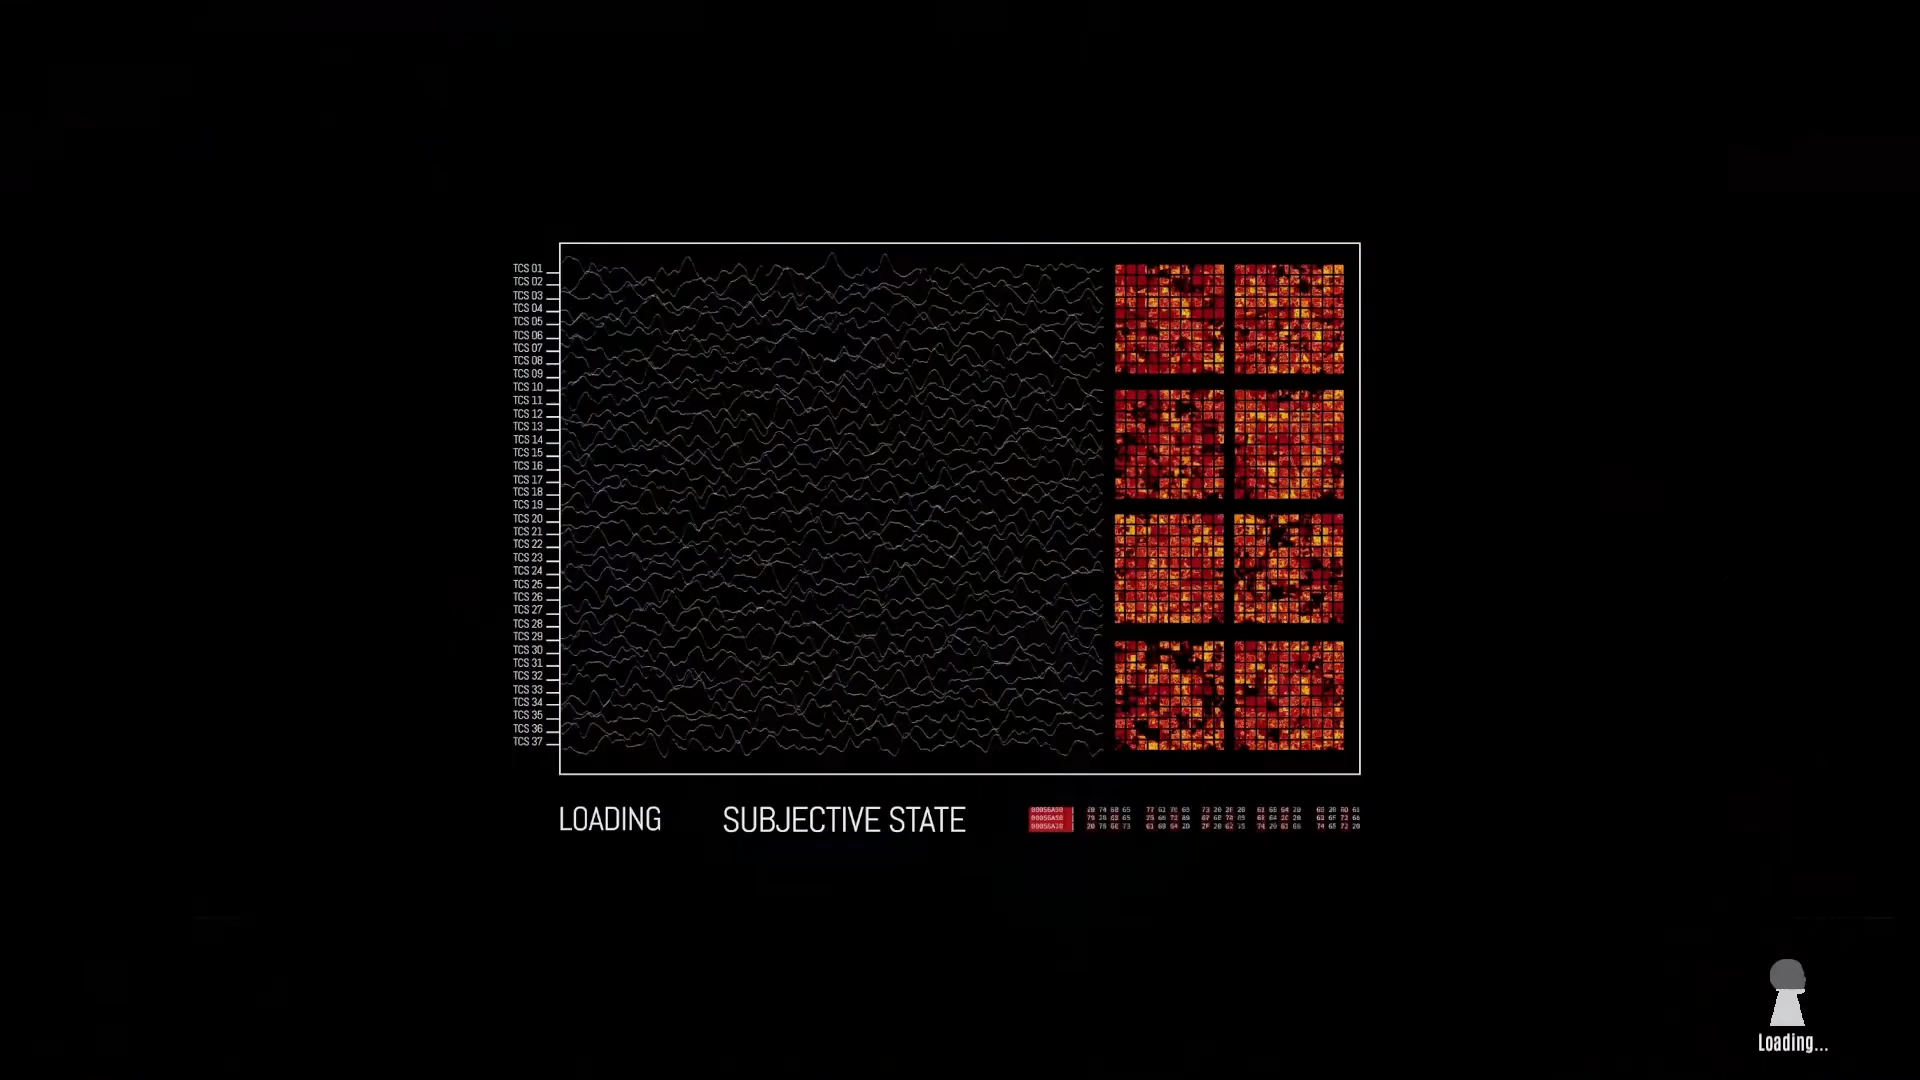 TCS 01
TCS 02
TCS 03
TCS 04
TCS 05
TCS 06
TCS 07
TCS 08
TCS 09
TCS 10
TCS 11
TCS 12
TCS 13
TCS 14
TCS 15
TCS 16
TCS 17
TCS 18
TCS 19
TCS 20
TCS 21
TCS 22
TCS 23
TCS 24
TCS 25
TCS 26
TCS 27
TCS 28
TCS 29
TCS 30
TCS 31
TCS 32
TCS 33
TCS 34
TCS 35
TCS 36
TCS 37
LOADING SUBJECTIVE STATE
Loading...